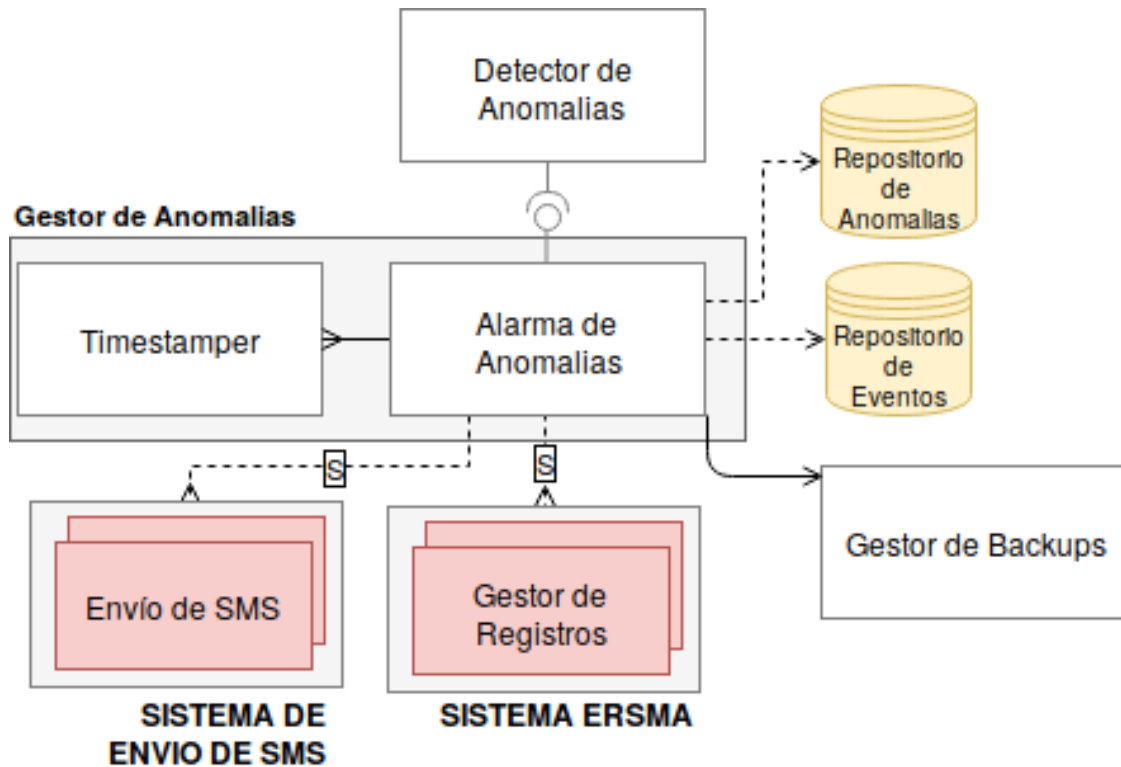 Detector de
Anomalias
Repositorio
de
Anomalias
Gestor de Anomalias
Timestamper
Alarma de
Anomalias
Repositorio
de
Eventos
S
S
Gestor de Backups
Envío de SMS
Gestor de
Registros
SISTEMA DE
ENVIO DE SMS
SISTEMA ERSMA